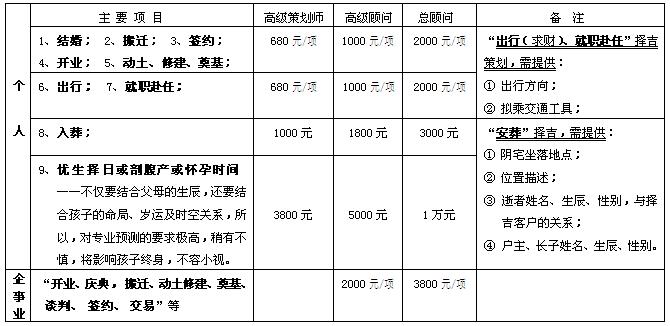 主 要 项 目 高级策划师 高级顾问 总顾问 备 注
个人
1、结婚； 2、搬迁； 3、签约；
4、开业； 5、动土、修建、奠基；
680 元/项 1000 元/项 2000 元/项
6、出行； 7、就职赴任；
680 元/项 1000 元/项 2000 元/项
“出行（求财）、就职赴任”择吉
策划，需提供：
① 出行方向；
② 拟乘交通工具；
8、入葬；
1000 元 1800 元 3000 元
9、优生择日或剖腹产或怀孕时间
——不仅要结合父母的生辰，还要
结合孩子的命局、岁运及时空关系，所
以，对专业预测的要求极高，稍有不
慎，将影响孩子终身，不容小视。
3800 元 5000 元 1 万元
“安葬”择吉，需提供：
① 阴宅坐落地点；
② 位置描述；
③ 逝者姓名、生辰、性别，与择
吉客户的关系；
④ 户主、长子姓名、生辰、性别。
企事业
“开业、庆典，搬迁、动土修建、奠基、
谈判、签约、交易”等
2000 元/项 3800 元/项